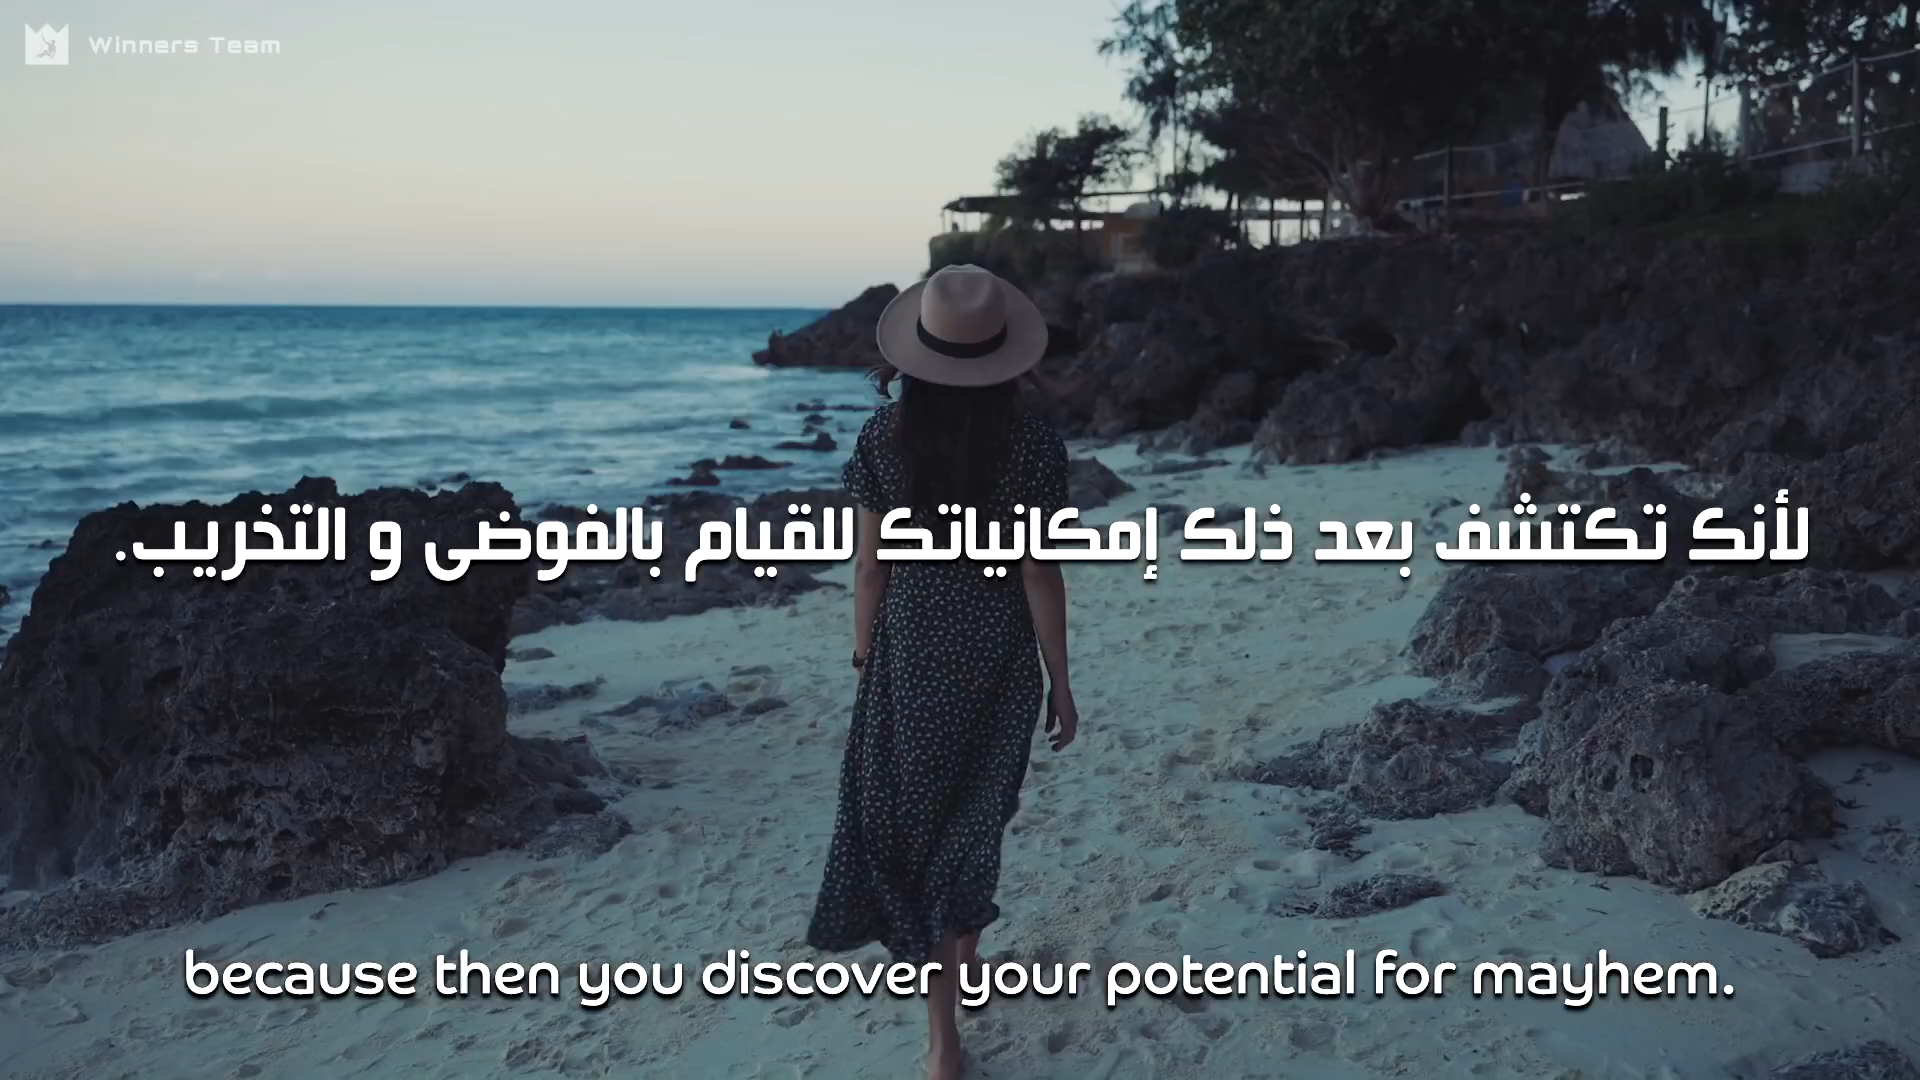 Winners Team
لأنك تكتشف بعد ذلك إمكانياتك للقيام بالفوضى و التخريب.
because then you discover your potential for mayhem.